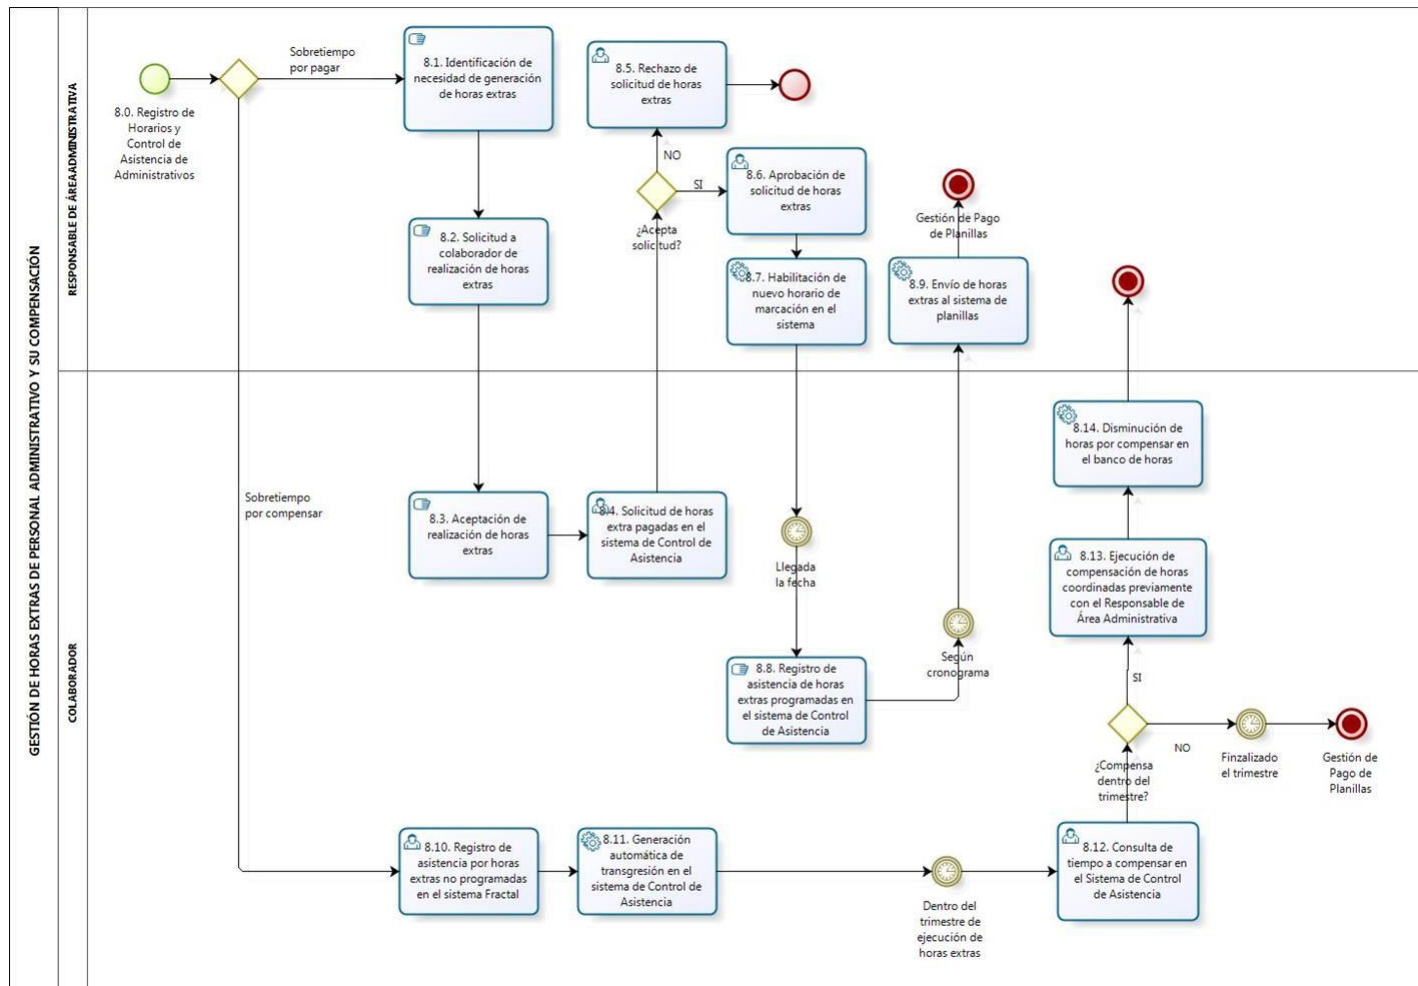 GESTIÓN DE HORAS EXTRAS DE PERSONAL ADMINISTRATIVO Y SU COMPENSACIÓN
RESPONSABLE DE ÁREA ADMINISTRATIVA
8.0. Registro de
Horarios y
Control de
Asistencia de
Administrativos
Sobretiempo
por pagar
8.1. Identificación de
necesidad de generación
de horas extras
8.5. Rechazo de
solicitud de horas
extras
NO
SI
¿Acepta
solicitud?
8.6. Aprobación de
solicitud de horas
extras
8.2. Solicitud a
colaborador de
realización de horas
extras
8.7. Habilitación de
nuevo horario de
marcación en el
sistema
Gestión de Pago
de Planillas
8.9. Envío de horas
extras al sistema de
planillas
COLABORADOR
Sobretiempo
por compensar
8.3. Aceptación de
realización de horas
extras
8.4. Solicitud de horas
extra pagadas en el
sistema de Control de
Asistencia
Llegada
la fecha
8.8. Registro de
asistencia de horas
extras programadas en
el sistema de Control
de Asistencia
Según
cronograma
8.14. Disminución de
horas por compensar en
el banco de horas
8.13. Ejecución de
compensación de horas
coordinadas previamente
con el Responsable de
Área Administrativa
SI
NO
¿Compensa
dentro del
trimestre?
Finzalizado
el trimestre
Gestión de
Pago de
Planillas
8.10. Registro de
asistencia por horas
extras no programadas
en el sistema Fractal
8.11. Generación
automática de
transgresión en el
sistema de Control de
Asistencia
Dentro del
trimestre de
ejecución de
horas extras
8.12. Consulta de
tiempo a compensar en
el Sistema de Control
de Asistencia